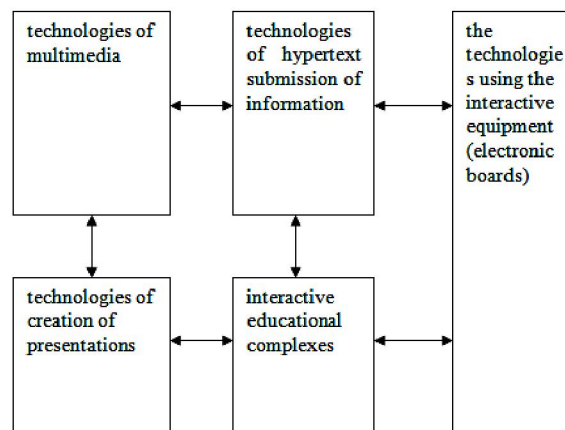 technologies of
multimedia
technologies
of hypertext
submission of
information
the
technologie
s using the
interactive
equipment
(electronic
boards)
technologies of
creation of
presentations
interactive
educational
complexes